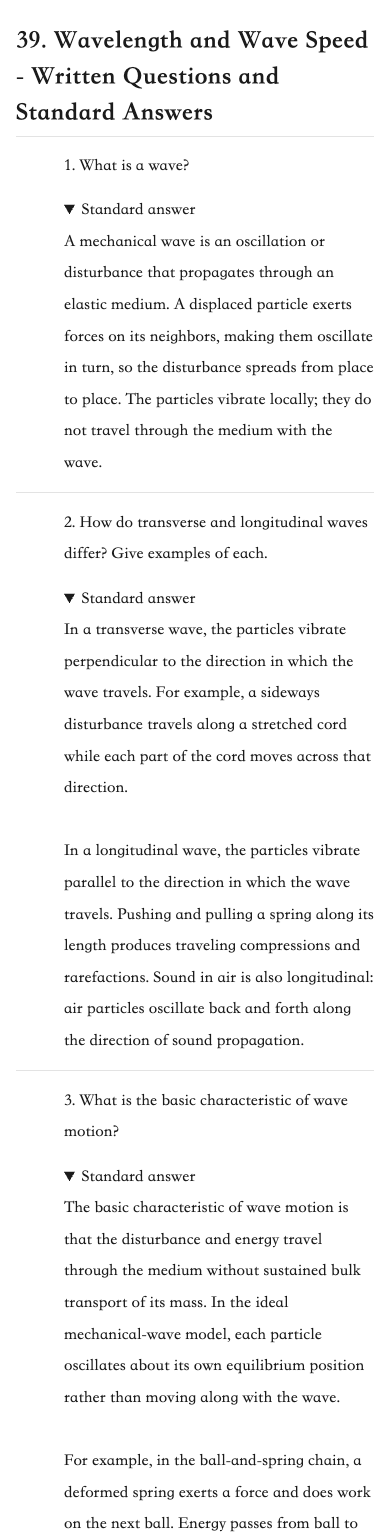 39. Wavelength and Wave Speed
- Written Questions and
Standard Answers
1. What is a wave?
▼ Standard answer
A mechanical wave is an oscillation or
disturbance that propagates through an
elastic medium. A displaced particle exerts
forces on its neighbors, making them oscillate
in turn, so the disturbance spreads from place
to place. The particles vibrate locally; they do
not travel through the medium with the
wave.
2. How do transverse and longitudinal waves
differ? Give examples of each.
▼ Standard answer
In a transverse wave, the particles vibrate
perpendicular to the direction in which the
wave travels. For example, a sideways
disturbance travels along a stretched cord
while each part of the cord moves across that
direction.
In a longitudinal wave, the particles vibrate
parallel to the direction in which the wave
travels. Pushing and pulling a spring along its
length produces traveling compressions and
rarefactions. Sound in air is also longitudinal:
air particles oscillate back and forth along
the direction of sound propagation.
3. What is the basic characteristic of wave
motion?
▼ Standard answer
The basic characteristic of wave motion is
that the disturbance and energy travel
through the medium without sustained bulk
transport of its mass. In the ideal
mechanical-wave model, each particle
oscillates about its own equilibrium position
rather than moving along with the wave.
For example, in the ball-and-spring chain, a
deformed spring exerts a force and does work
on the next ball. Energy passes from ball to